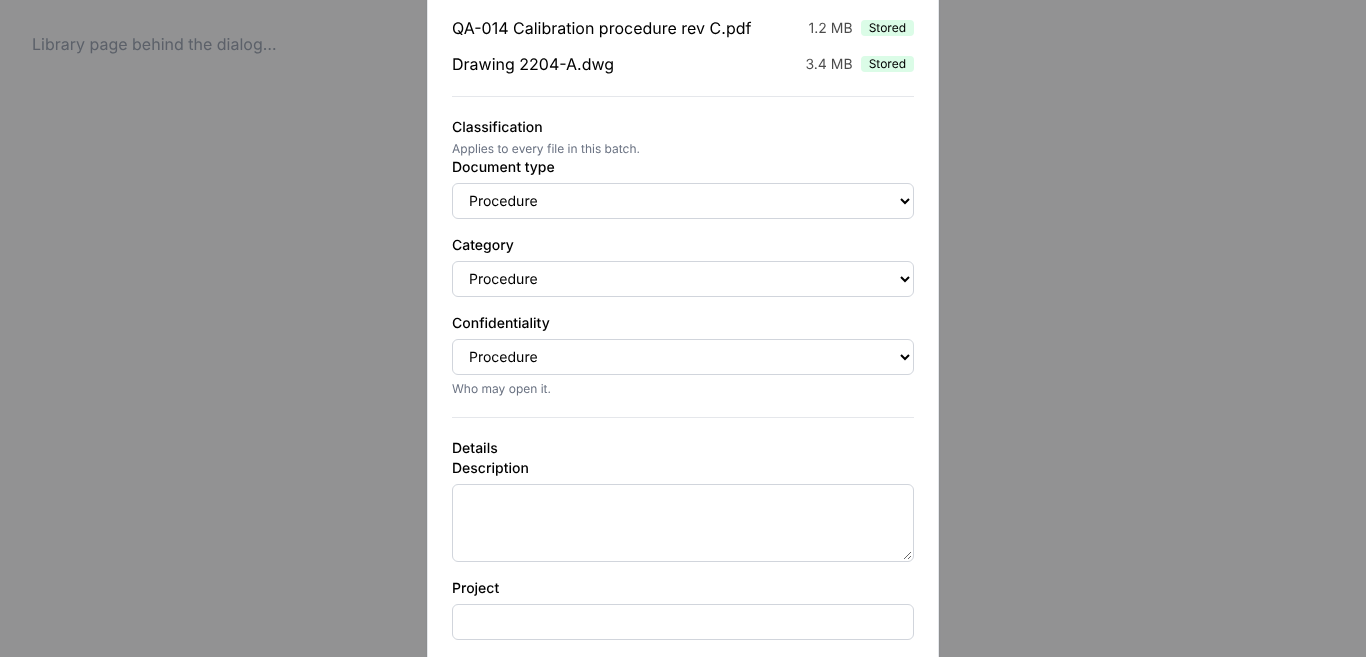 Library page behind the dialog...
QA-014 Calibration procedure rev C.pdf 1.2 MB Stored
Drawing 2204-A.dwg 3.4 MB Stored
Classification
Applies to every file in this batch.
Document type
Procedure
Category
Procedure
Confidentiality
Procedure
Who may open it.
Details
Description
Project